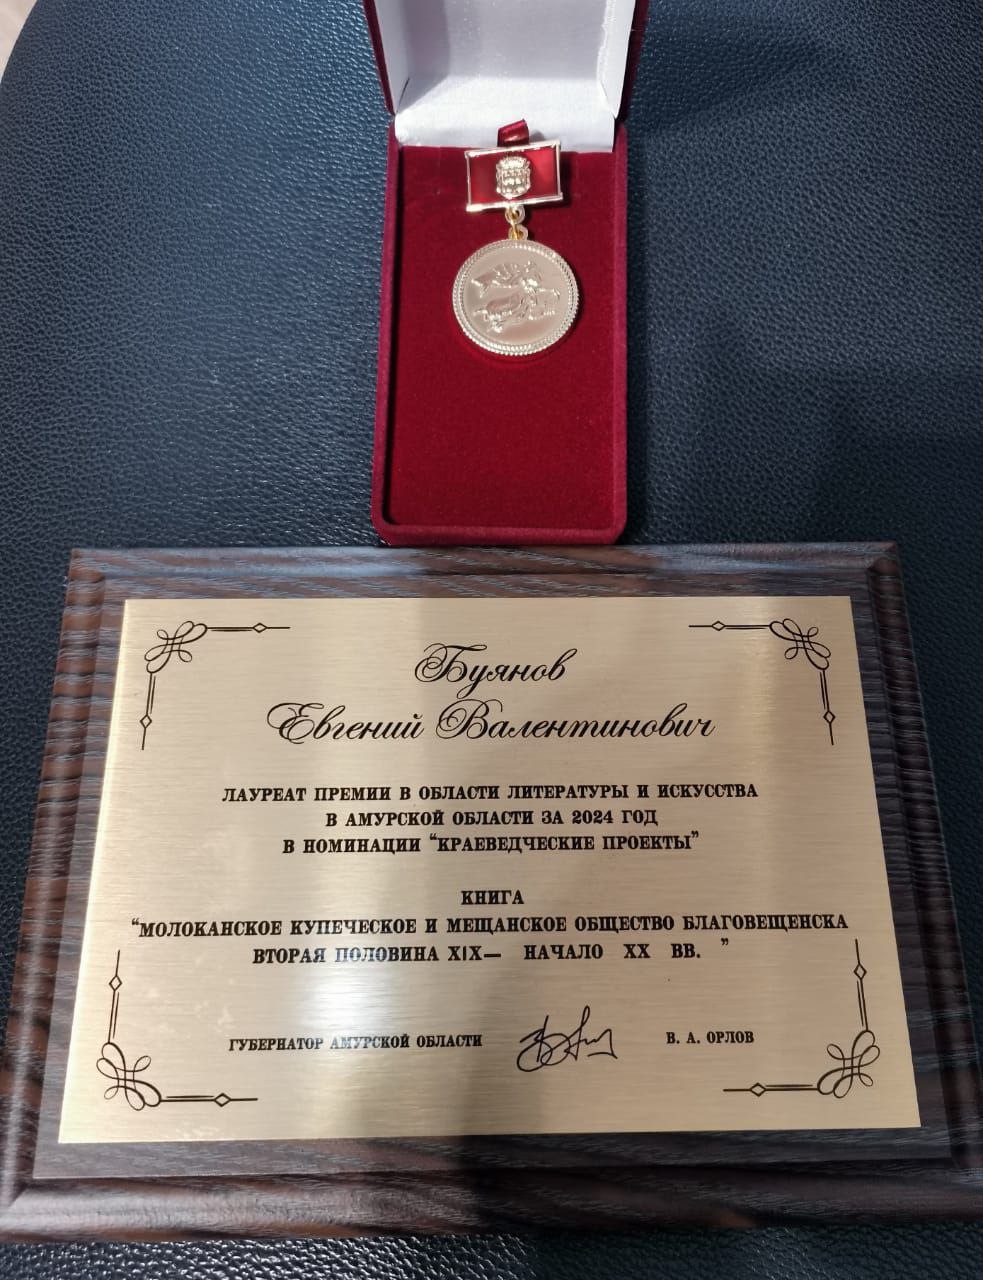 Буянов
Евгений Валентинович
ЛАУРЕАТ ПРЕМИИ В ОБЛАСТИ ЛИТЕРАТУРЫ И ИСКУССТВА
В АМУРСКОЙ ОБЛАСТИ ЗА 2024 ГОД
В НОМИНАЦИИ “КРАЕВЕДЧЕСКИЕ ПРОЕКТЫ”
КНИГА
“МОЛОКАНСКОЕ КУПЕЧЕСКОЕ И МЕЩАНСКОЕ ОБЩЕСТВО БЛАГОВЕЩЕНСКА
ВТОРАЯ ПОЛОВИНА XIX— НАЧАЛО XX ВВ. ”
ГУБЕРНАТОР АМУРСКОЙ ОБЛАСТИ В. А. ОРЛОВ